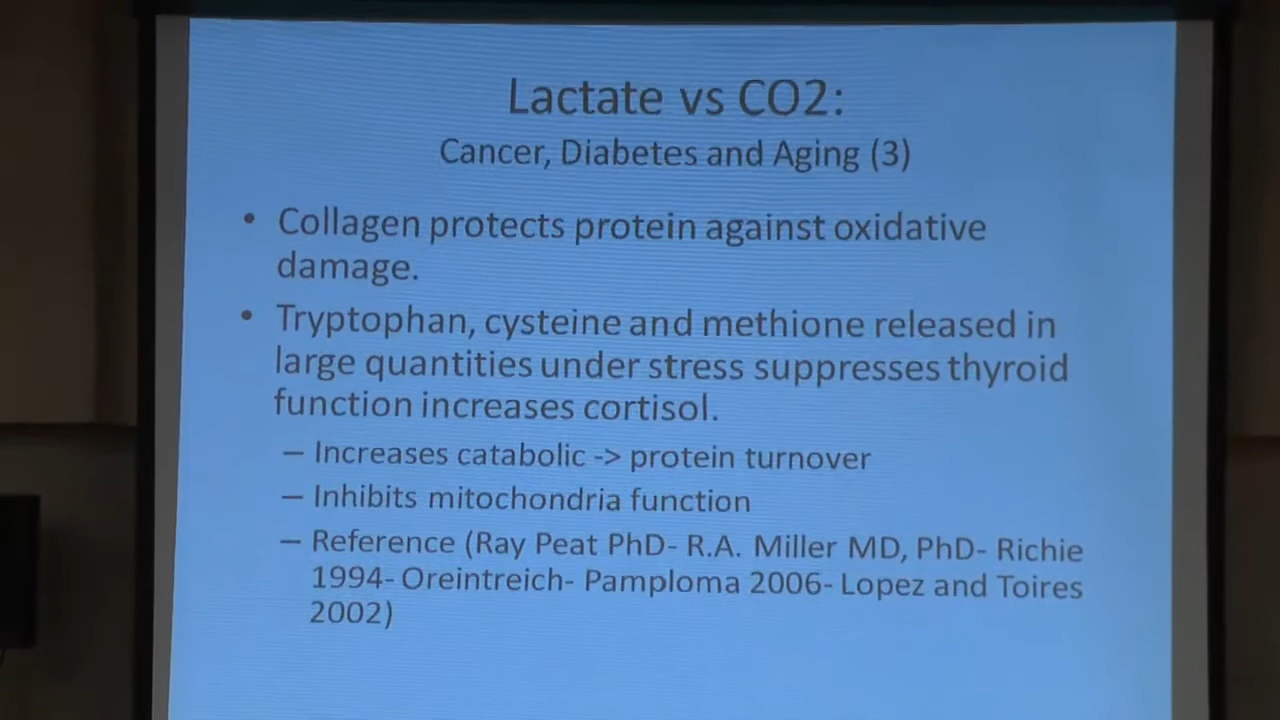 Lactate vs CO2:
Cancer, Diabetes and Aging (3)
• Collagen protects protein against oxidative
damage.
• Tryptophan, cysteine and methione released in
large quantities under stress suppresses thyroid
function increases cortisol.
– Increases catabolic -> protein turnover
– Inhibits mitochondria function
– Reference (Ray Peat PhD- R.A. Miller MD, PhD- Richie
1994- Oreintreich- Pamploma 2006- Lopez and Toires
2002)